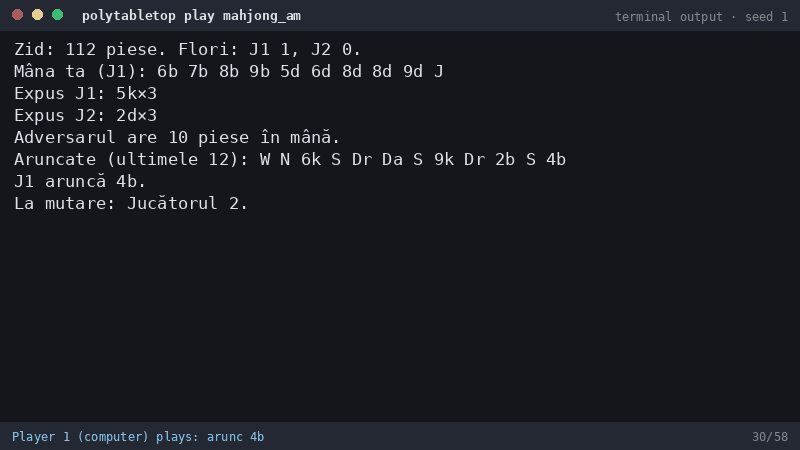 polytabletop play mahjong_am
terminal output · seed 1
Zid: 112 piese. Flori: J1 1, J2 0.
Mâna ta (J1): 6b 7b 8b 9b 5d 6d 8d 8d 9d J
Expus J1: 5k×3
Expus J2: 2d×3
Adversarul are 10 piese în mână.
Aruncate (ultimele 12): W N 6k S Dr Da S 9k Dr 2b S 4b
J1 aruncă 4b.
La mutare: Jucătorul 2.
Player 1 (computer) plays: arunc 4b
30/58